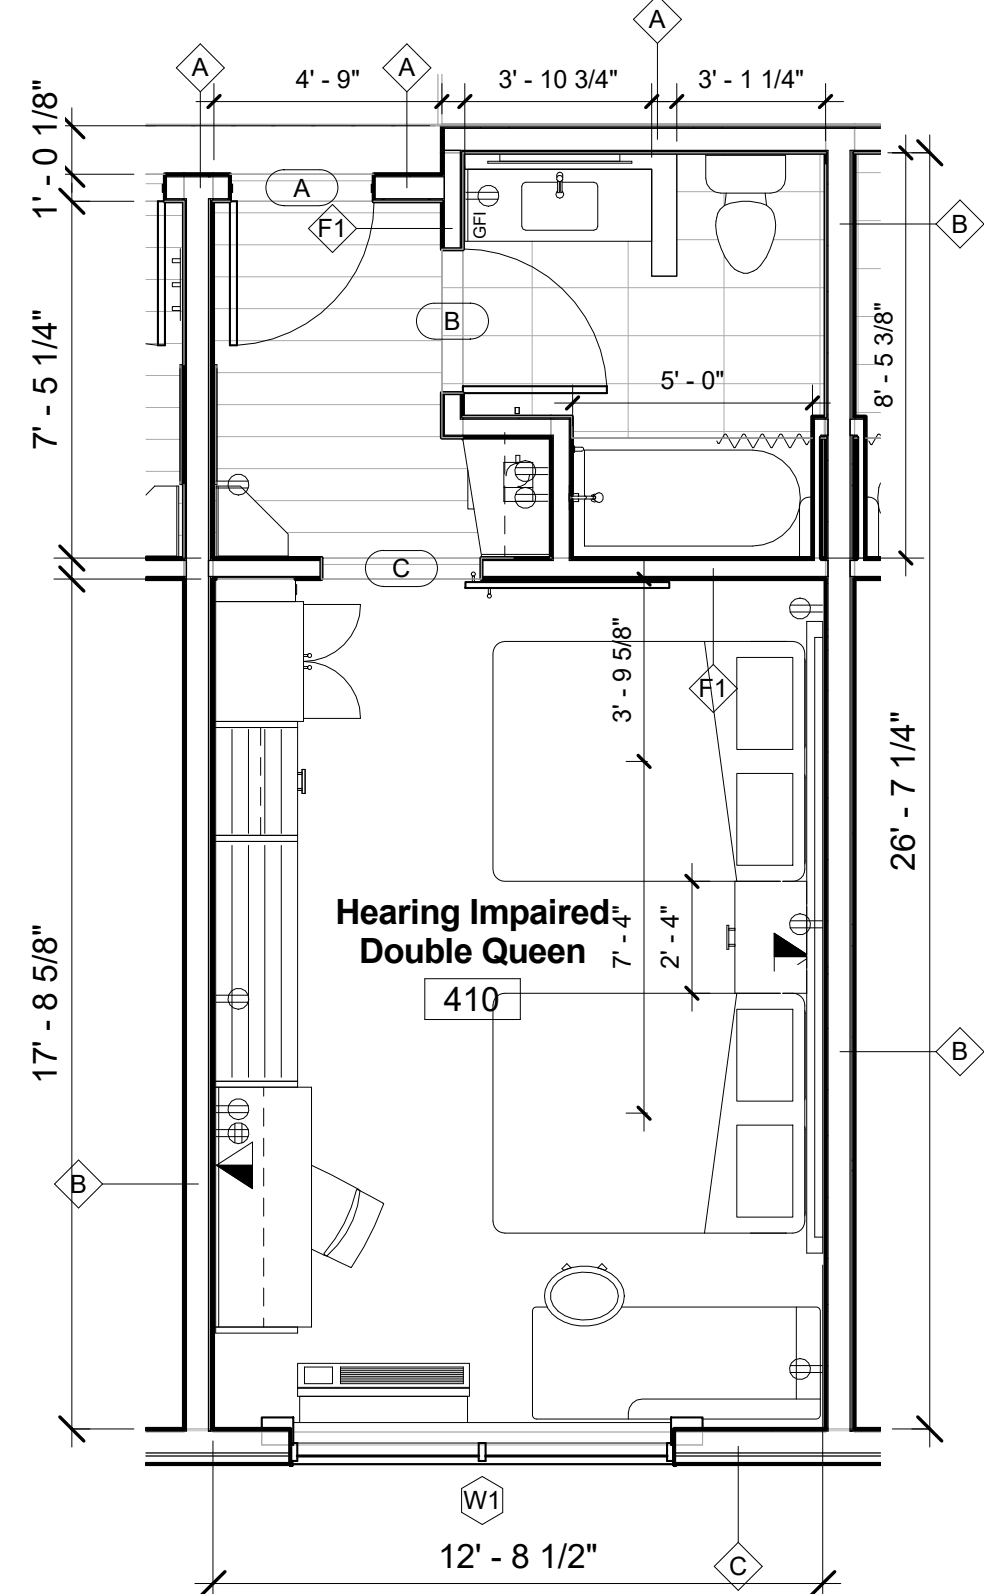 A
A
A
4' - 9"
3' - 10 3/4"
3' - 1 1/4"
1' - 0 1/8"
A
F1
GFI
B
B
7' - 5 1/4"
5' - 0"
8' - 5 3/8"
C
3' - 9 5/8"
F1
26' - 7 1/4"
Hearing Impaired
Double Queen
410
7' - 4"
2' - 4"
17' - 8 5/8"
B
B
W1
12' - 8 1/2"
C